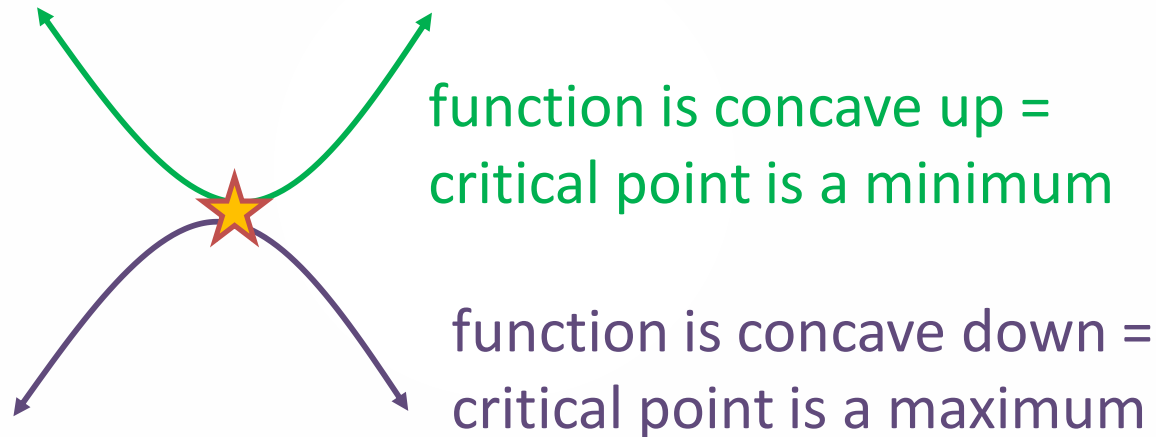 function is concave up =
critical point is a minimum
function is concave down =
critical point is a maximum